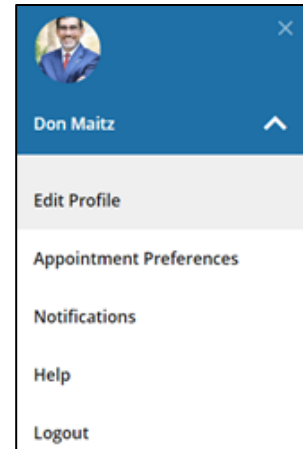 Don Maitz
Edit Profile
Appointment Preferences
Notifications
Help
Logout